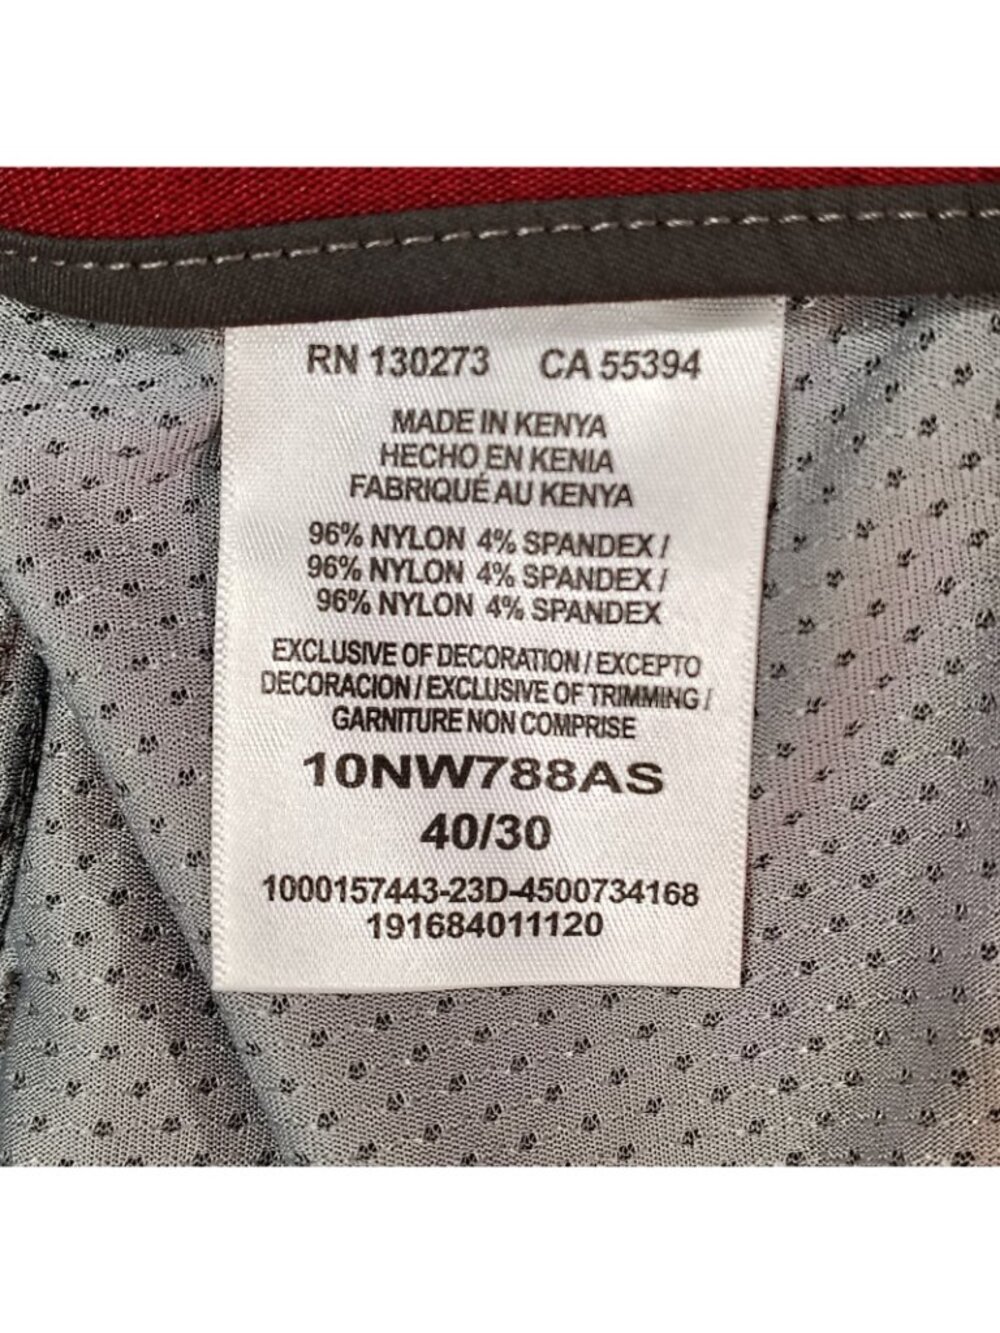 RN 130273 CA 55394
MADE IN KENYA
HECHO EN KENIA
FABRIQUÉ AU KENYA
96% NYLON 4% SPANDEX /
96% NYLON 4% SPANDEX /
96% NYLON 4% SPANDEX
EXCLUSIVE OF DECORATION / EXCEPTO
DECORACION / EXCLUSIVE OF TRIMMING /
GARNITURE NON COMPRISE
10NW788AS
40/30
1000157443-23D-4500734168
191684011120